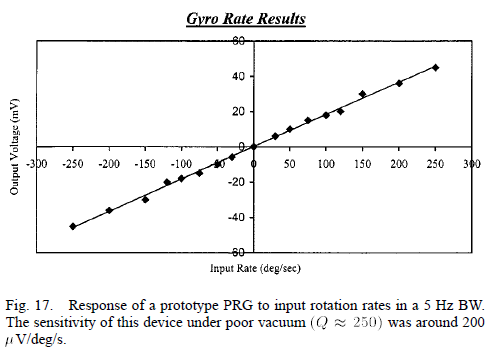 Gyro Rate Results
60
40
20
0
-300 -250 -200 -150 -100 -50 0 50 100 150 200 250 300
-20
-40
-60
Output Voltage (mV)
Input Rate (deg/sec)
Fig. 17. Response of a prototype PRG to input rotation rates in a 5 Hz BW.
The sensitivity of this device under poor vacuum (Q ≈ 250) was around 200
μV/deg/s.